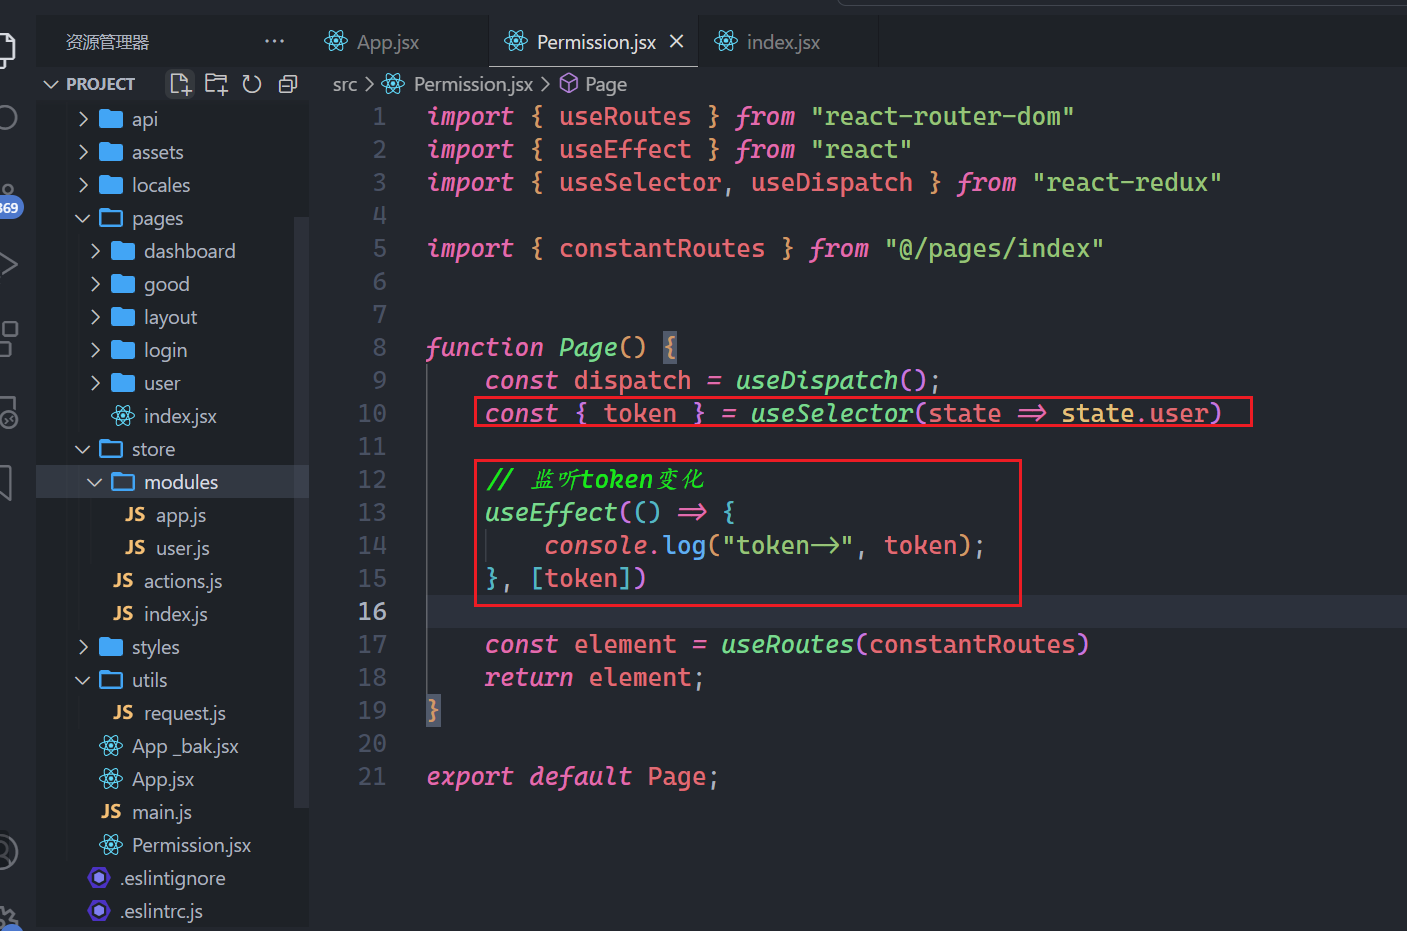 资源管理器 ···
App.jsx
Permission.jsx
index.jsx
PROJECT
src > Permission.jsx > Page
369
api
assets
locales
pages
dashboard
good
layout
login
user
index.jsx
store
modules
JS app.js
JS user.js
JS actions.js
JS index.js
styles
utils
JS request.js
App _bak.jsx
App.jsx
JS main.js
Permission.jsx
.eslintignore
.eslintrc.js
1 import { useRoutes } from "react-router-dom"
2 import { useEffect } from "react"
3 import { useSelector, useDispatch } from "react-redux"
4
5 import { constantRoutes } from "@/pages/index"
6
7
8 function Page() {
9 const dispatch = useDispatch();
10 const { token } = useSelector(state => state.user)
11
12 // 监听token变化
13 useEffect(() => {
14 console.log("token->", token);
15 }, [token])
16
17 const element = useRoutes(constantRoutes)
18 return element;
19 }
20
21 export default Page;